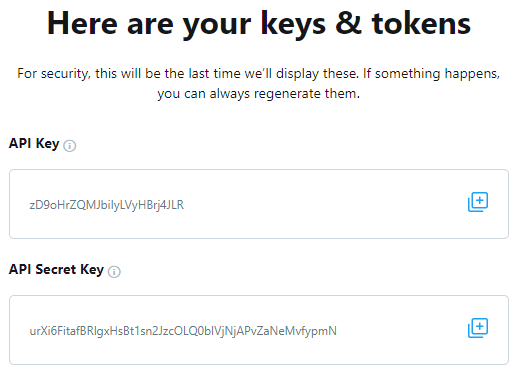 Here are your keys & tokens
For security, this will be the last time we'll display these. If something happens,
you can always regenerate them.
API Key
zD9oHrZQMJbilyLVyHBrj4JLR
API Secret Key
urXi6FitafBRlgxHsBt1sn2JzcOLQ0blVjNjAPvZaNeMvfypmN